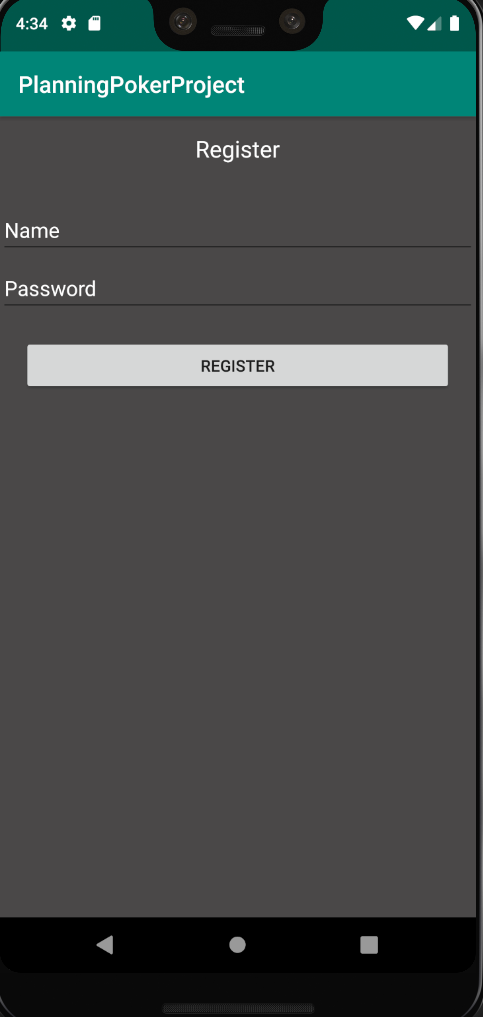 4:34
PlanningPokerProject
Register
Name
Password
REGISTER